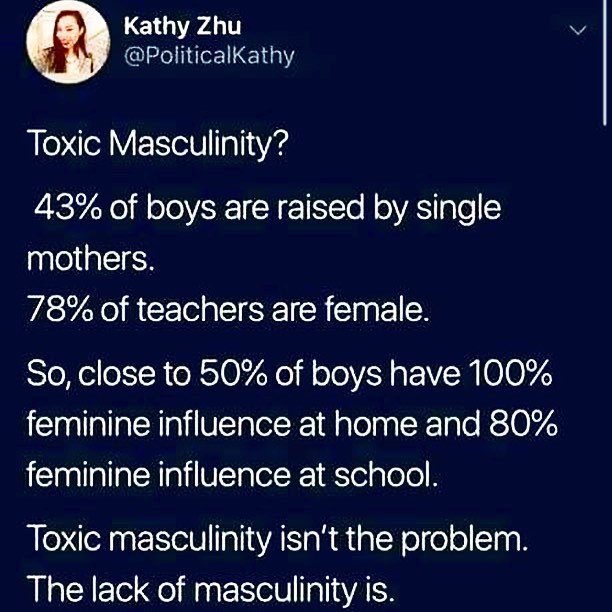 Kathy Zhu
@PoliticalKathy
Toxic Masculinity?
43% of boys are raised by single
mothers.
78% of teachers are female.
So, close to 50% of boys have 100%
feminine influence at home and 80%
feminine influence at school.
Toxic masculinity isn't the problem.
The lack of masculinity is.